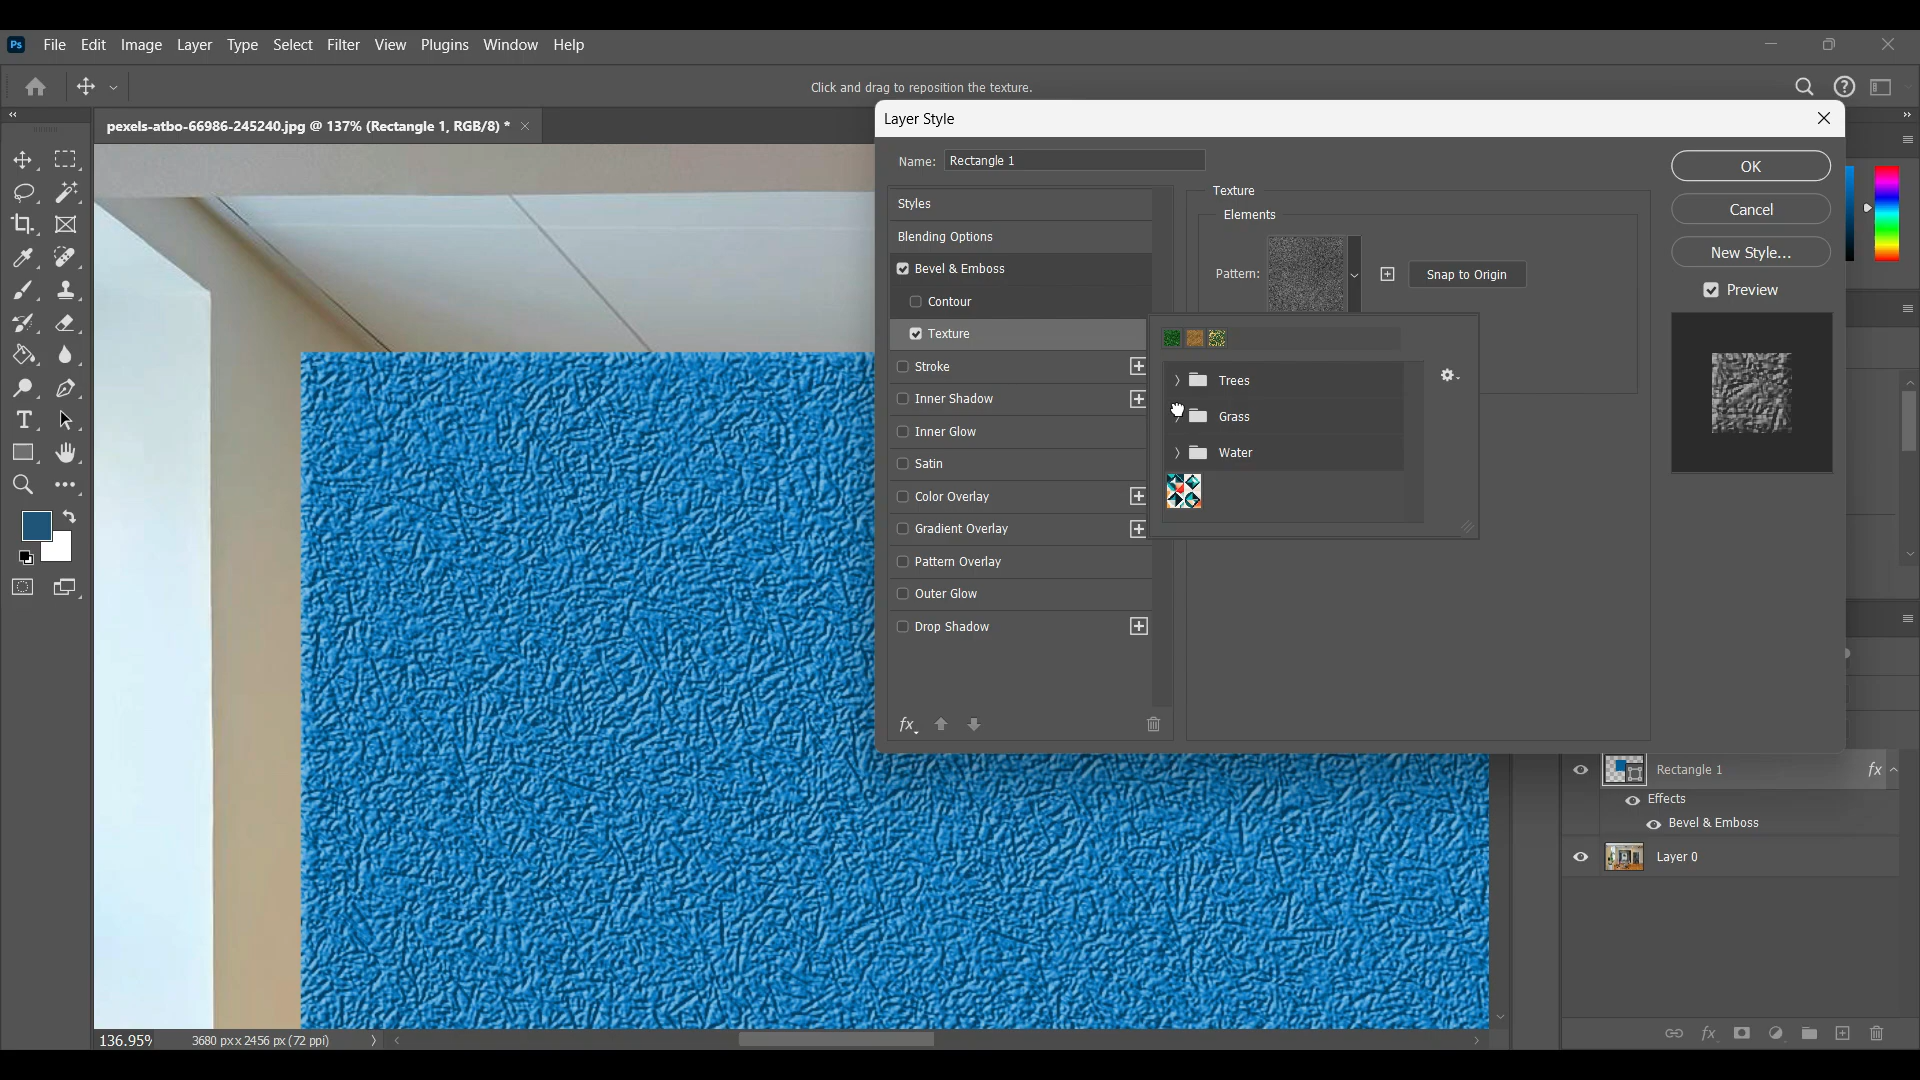 Ps File Edit Image Layer Type Select Filter View Plugins Window Help
Click and drag to reposition the texture.
pexels-atbo-66986-245240.jpg @ 137% (Rectangle 1, RGB/8) *
Layer Style
Name: Rectangle 1
Styles
Blending Options
Bevel & Emboss
Contour
Texture
Stroke
Inner Shadow
Inner Glow
Satin
Color Overlay
Gradient Overlay
Pattern Overlay
Outer Glow
Drop Shadow
fx
Texture
Elements
Pattern:
Snap to Origin
Trees
Grass
Water
OK
Cancel
New Style...
Preview
Rectangle 1 fx
Effects
Bevel & Emboss
Layer 0
fx
136.95% 3680 px x 2456 px (72 ppi)